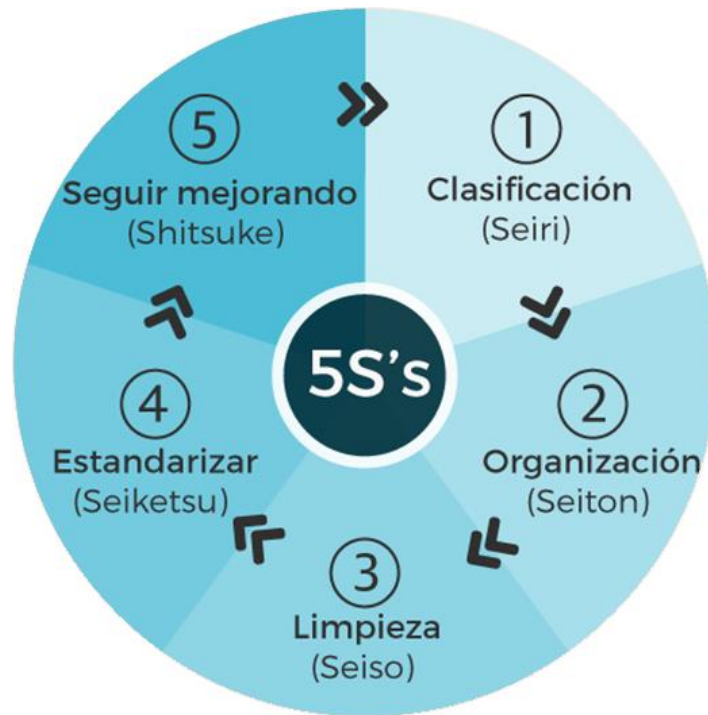 1
Clasificación
(Seiri)
2
Organización
(Seiton)
3
Limpieza
(Seiso)
4
Estandarizar
(Seiketsu)
5
Seguir mejorando
(Shitsuke)
5S's